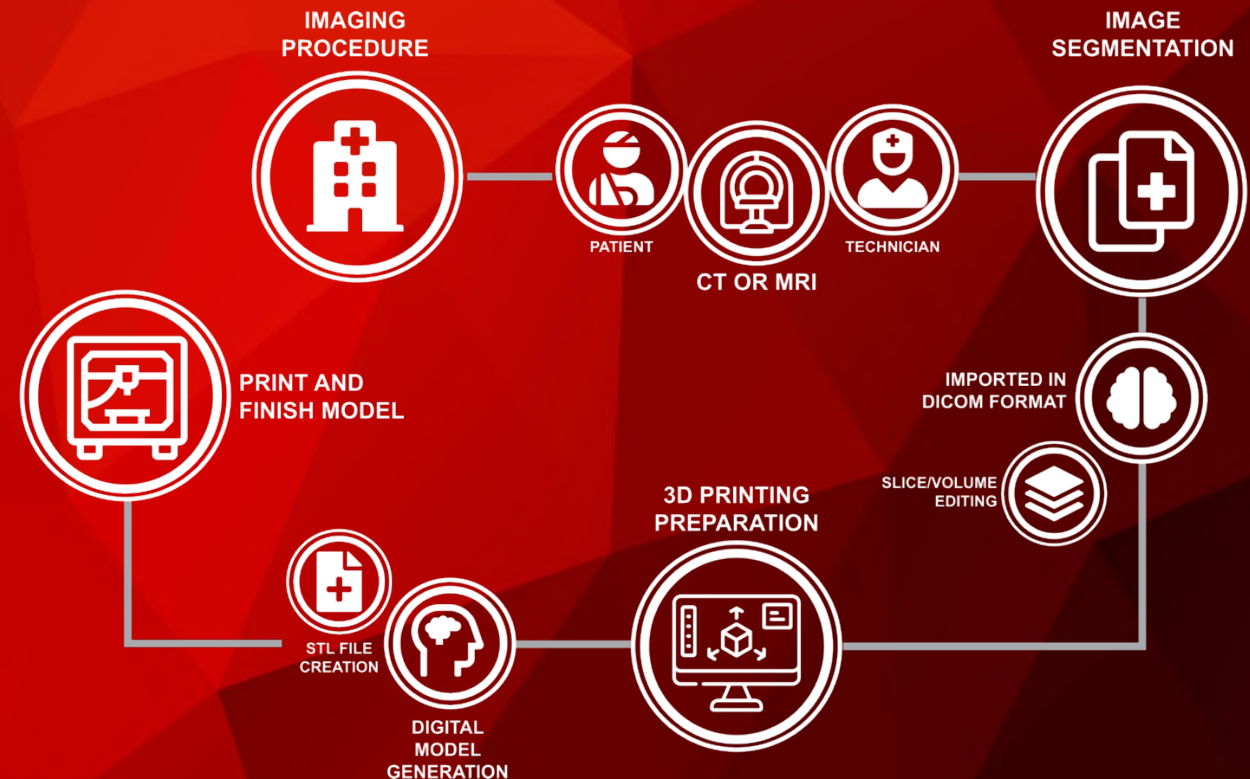 IMAGING
PROCEDURE
IMAGE
SEGMENTATION
PATIENT
CT OR MRI
TECHNICIAN
IMPORTED IN
DICOM FORMAT
SLICE/VOLUME
EDITING
3D PRINTING
PREPARATION
DIGITAL
MODEL
GENERATION
STL FILE
CREATION
PRINT AND
FINISH MODEL